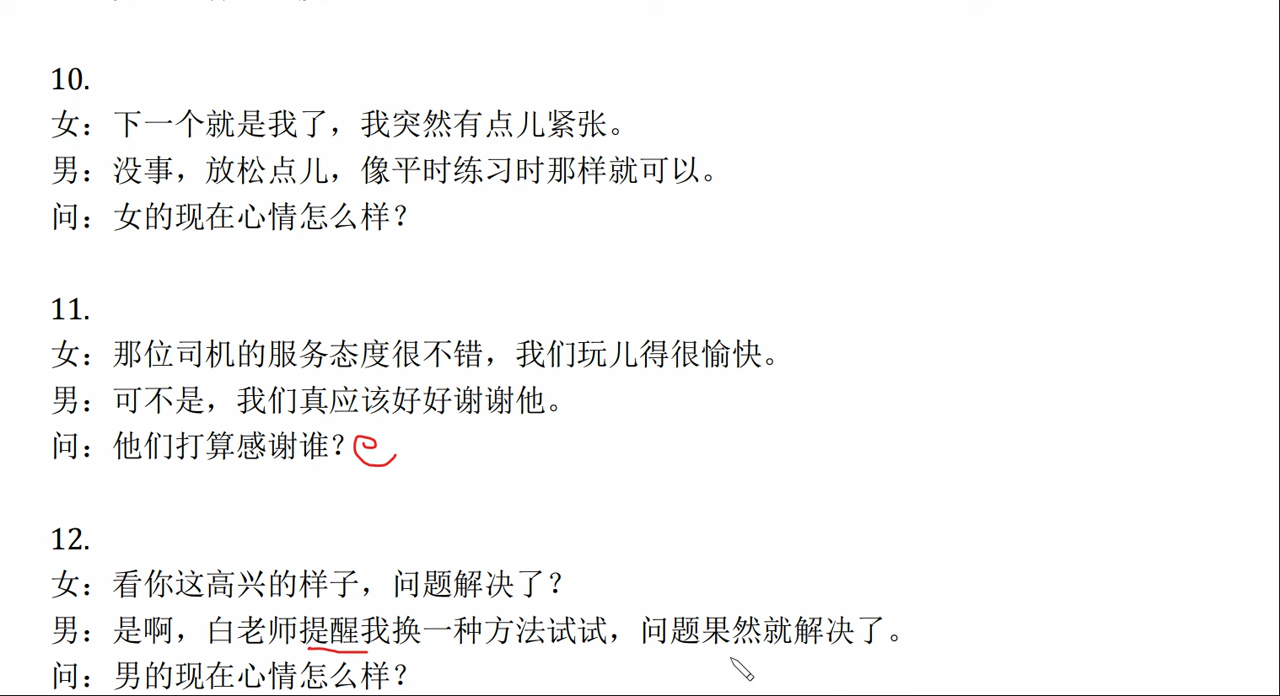 10.
女：下一个就是我了，我突然有点儿紧张。
男：没事，放松点儿，像平时练习时那样就可以。
问：女的现在心情怎么样？
11.
女：那位司机的服务态度很不错，我们玩儿得很愉快。
男：可不是，我们真应该好好谢谢他。
问：他们打算感谢谁？
12.
女：看你这高兴的样子，问题解决了？
男：是啊，白老师提醒我换一种方法试试，问题果然就解决了。
问：男的现在心情怎么样？